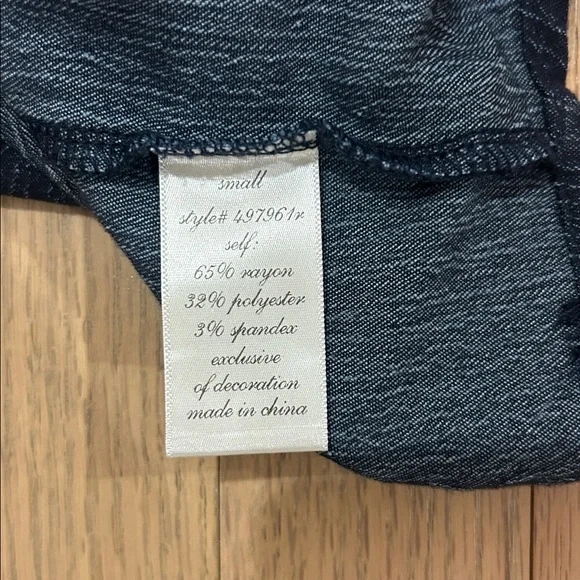 small
style# 497961r
self:
65% rayon
32% polyester
3% spandex
exclusive
of decoration
made in china